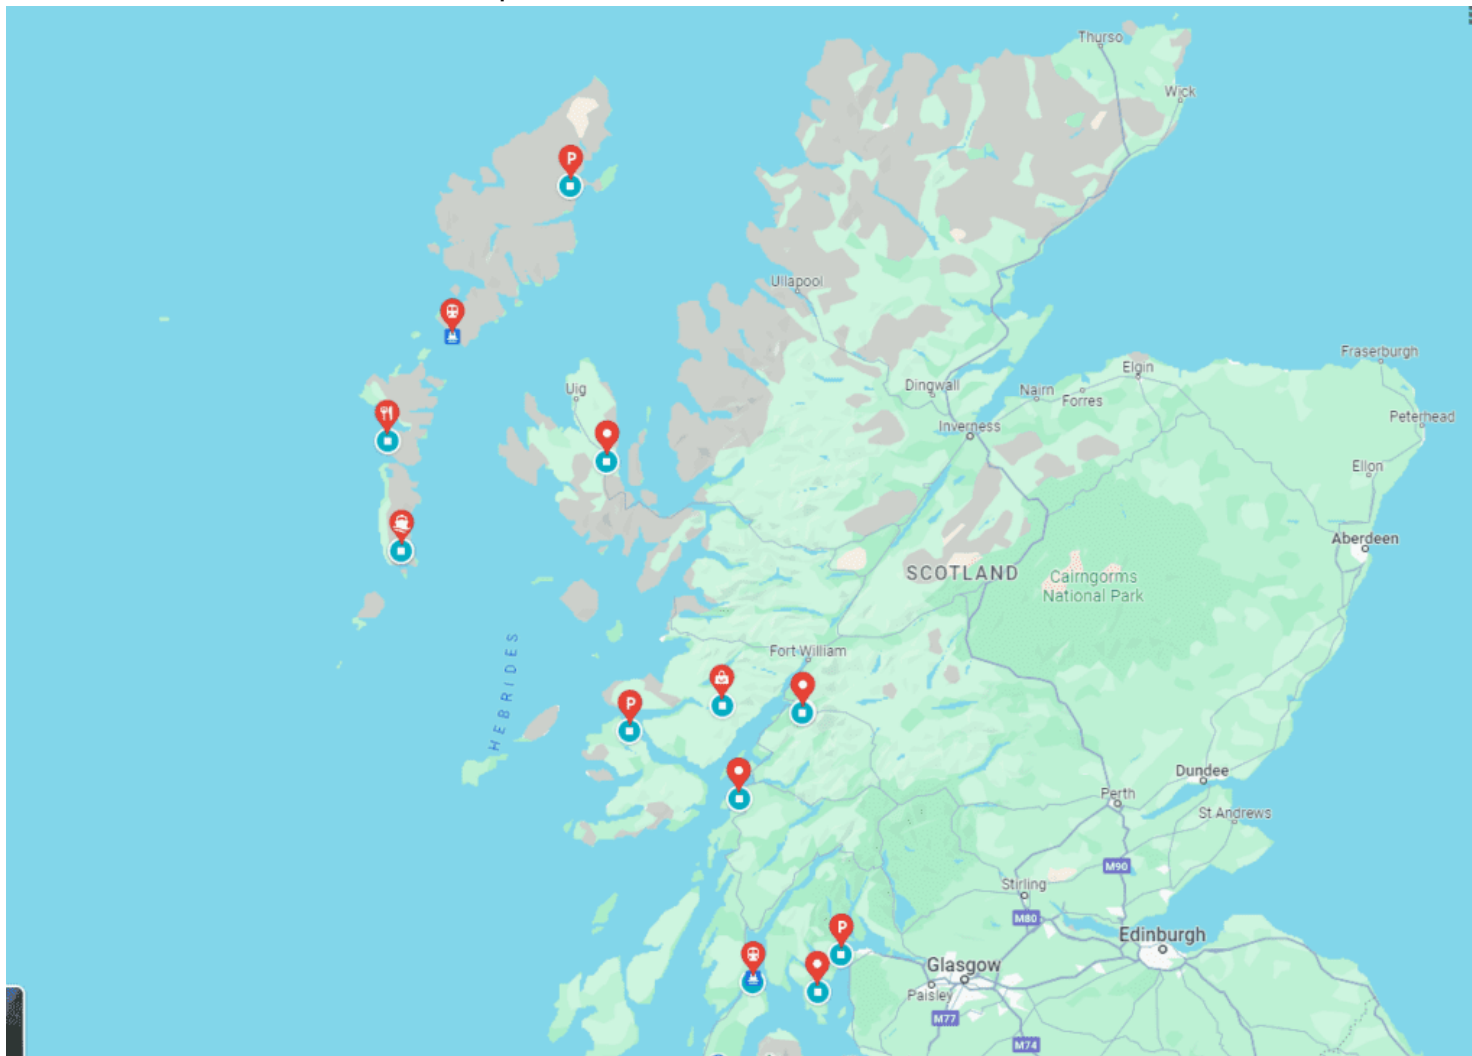 Thurso
Wick
Ullapool
Fraserburgh
Elgin
Uig
Dingwall
Nairn
Forres
Peterhead
Inverness
Ellon
Aberdeen
SCOTLAND
Cairngorms
National Park
Fort William
HEBRIDES
Dundee
Perth
St Andrews
M90
Stirling
M80
Edinburgh
Glasgow
Paisley
M77
M74
P
P
P